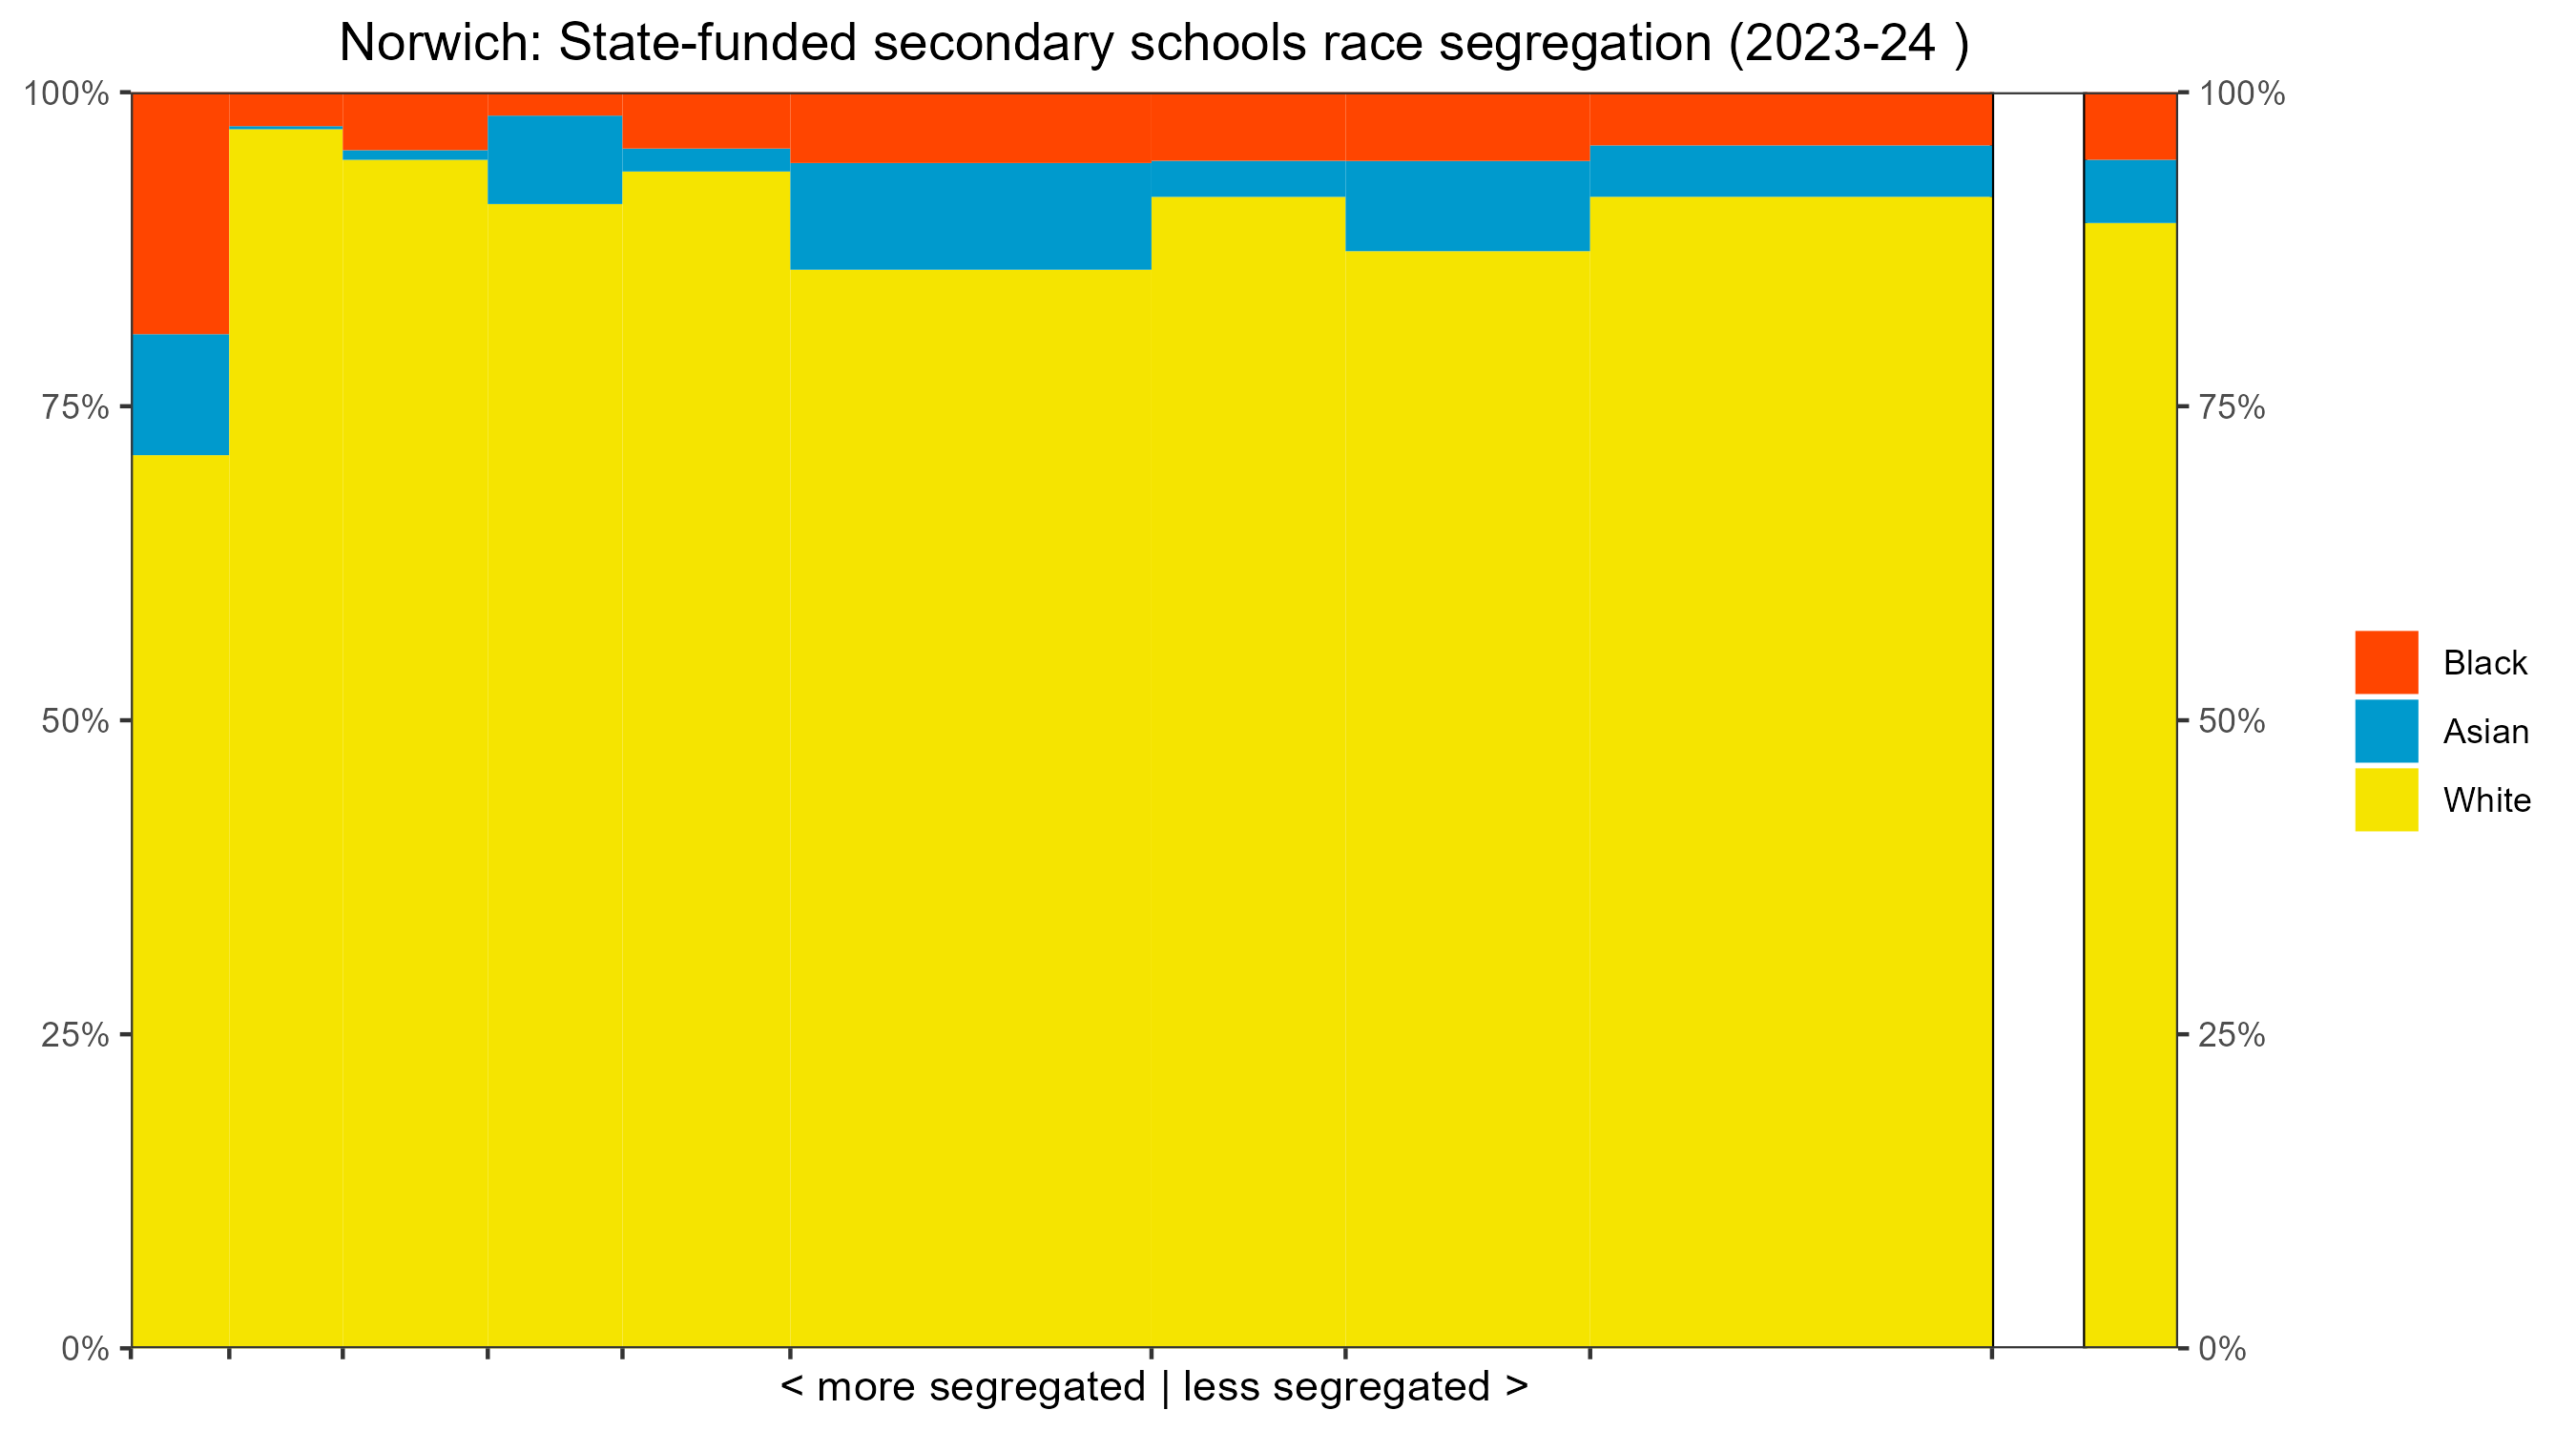 Norwich: State-funded secondary schools race segregation (2023-24 )
100%
75%
50%
25%
0%
100%
75%
50%
25%
0%
Black
Asian
White
< more segregated | less segregated >